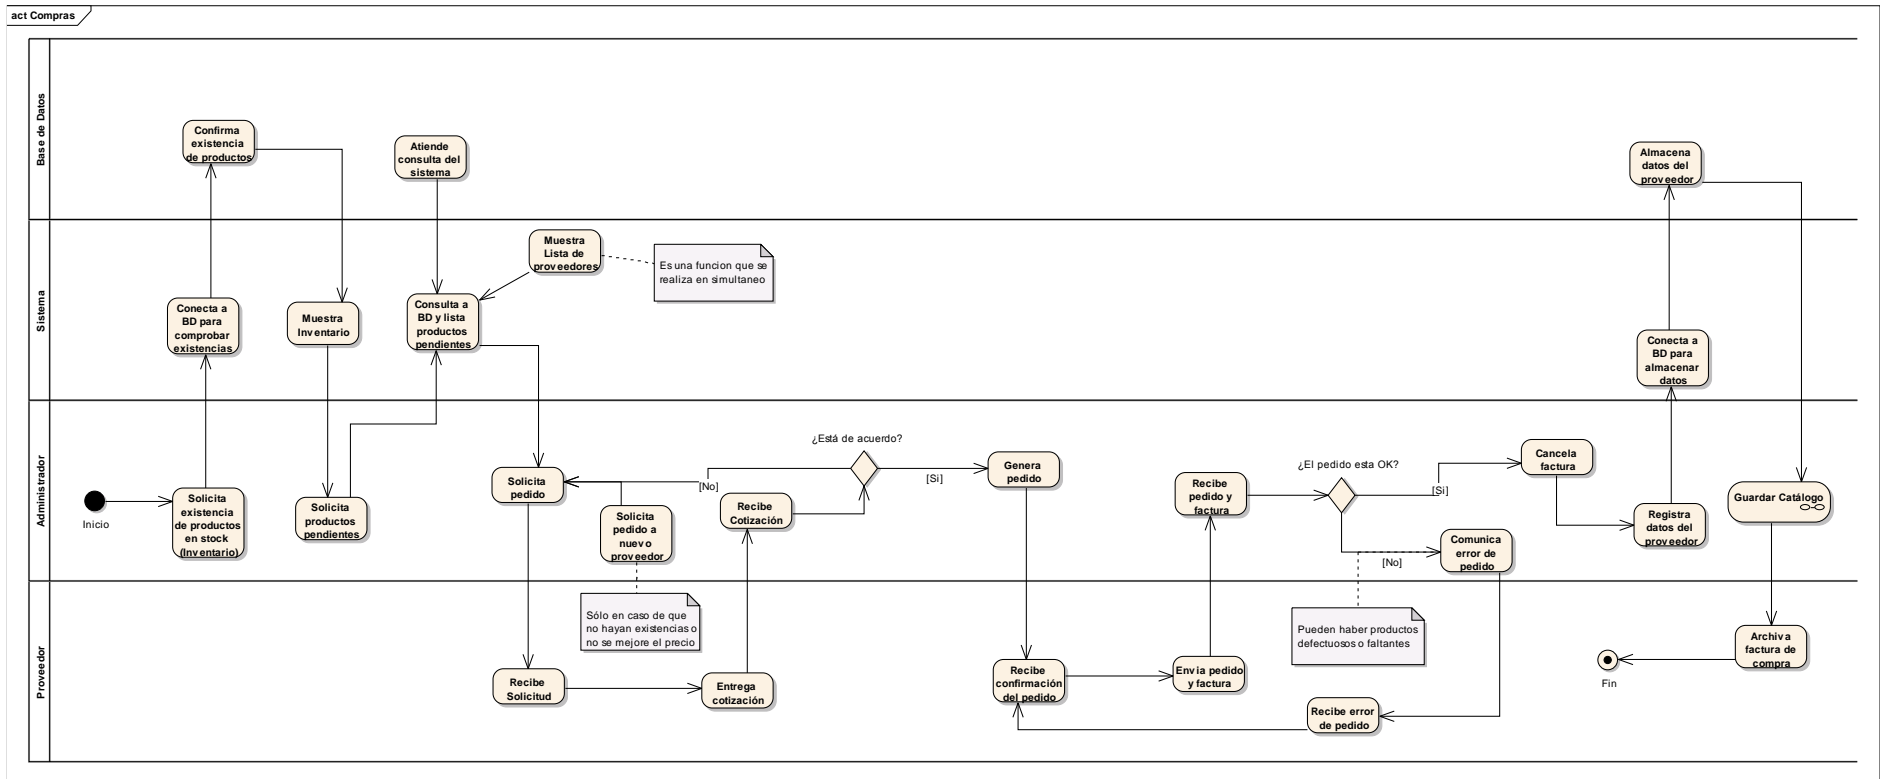 act Compras
Base de Datos
Confirma
existencia
de productos
Atiende
consulta del
sistema
Almacena
datos del
proveedor
Sistema
Muestra
Lista de
proveedores
Es una funcion que se
realiza en simultaneo
Conecta a
BD para
comprobar
existencias
Muestra
Inventario
Consulta a
BD y lista
productos
pendientes
Conecta a
BD para
almacenar
datos
Administrador
Inicio
Solicita
existencia
de productos
en stock
(Inventario)
Solicita
productos
pendientes
Solicita
pedido
Solicita
pedido a
nuevo
proveedor
[No]
Recibe
Cotización
¿Está de acuerdo?
[Si]
Genera
pedido
Recibe
pedido y
factura
¿El pedido esta OK?
[Si]
[No]
Cancela
factura
Comunica
error de
pedido
Registra
datos del
proveedor
Guardar Catálogo
Proveedor
Sólo en caso de que
no hayan existencias o
no se mejore el precio
Recibe
Solicitud
Entrega
cotización
Recibe
confirmación
del pedido
Envia pedido
y factura
Pueden haber productos
defectuosos o faltantes
Recibe error
de pedido
Archiva
factura de
compra
Fin